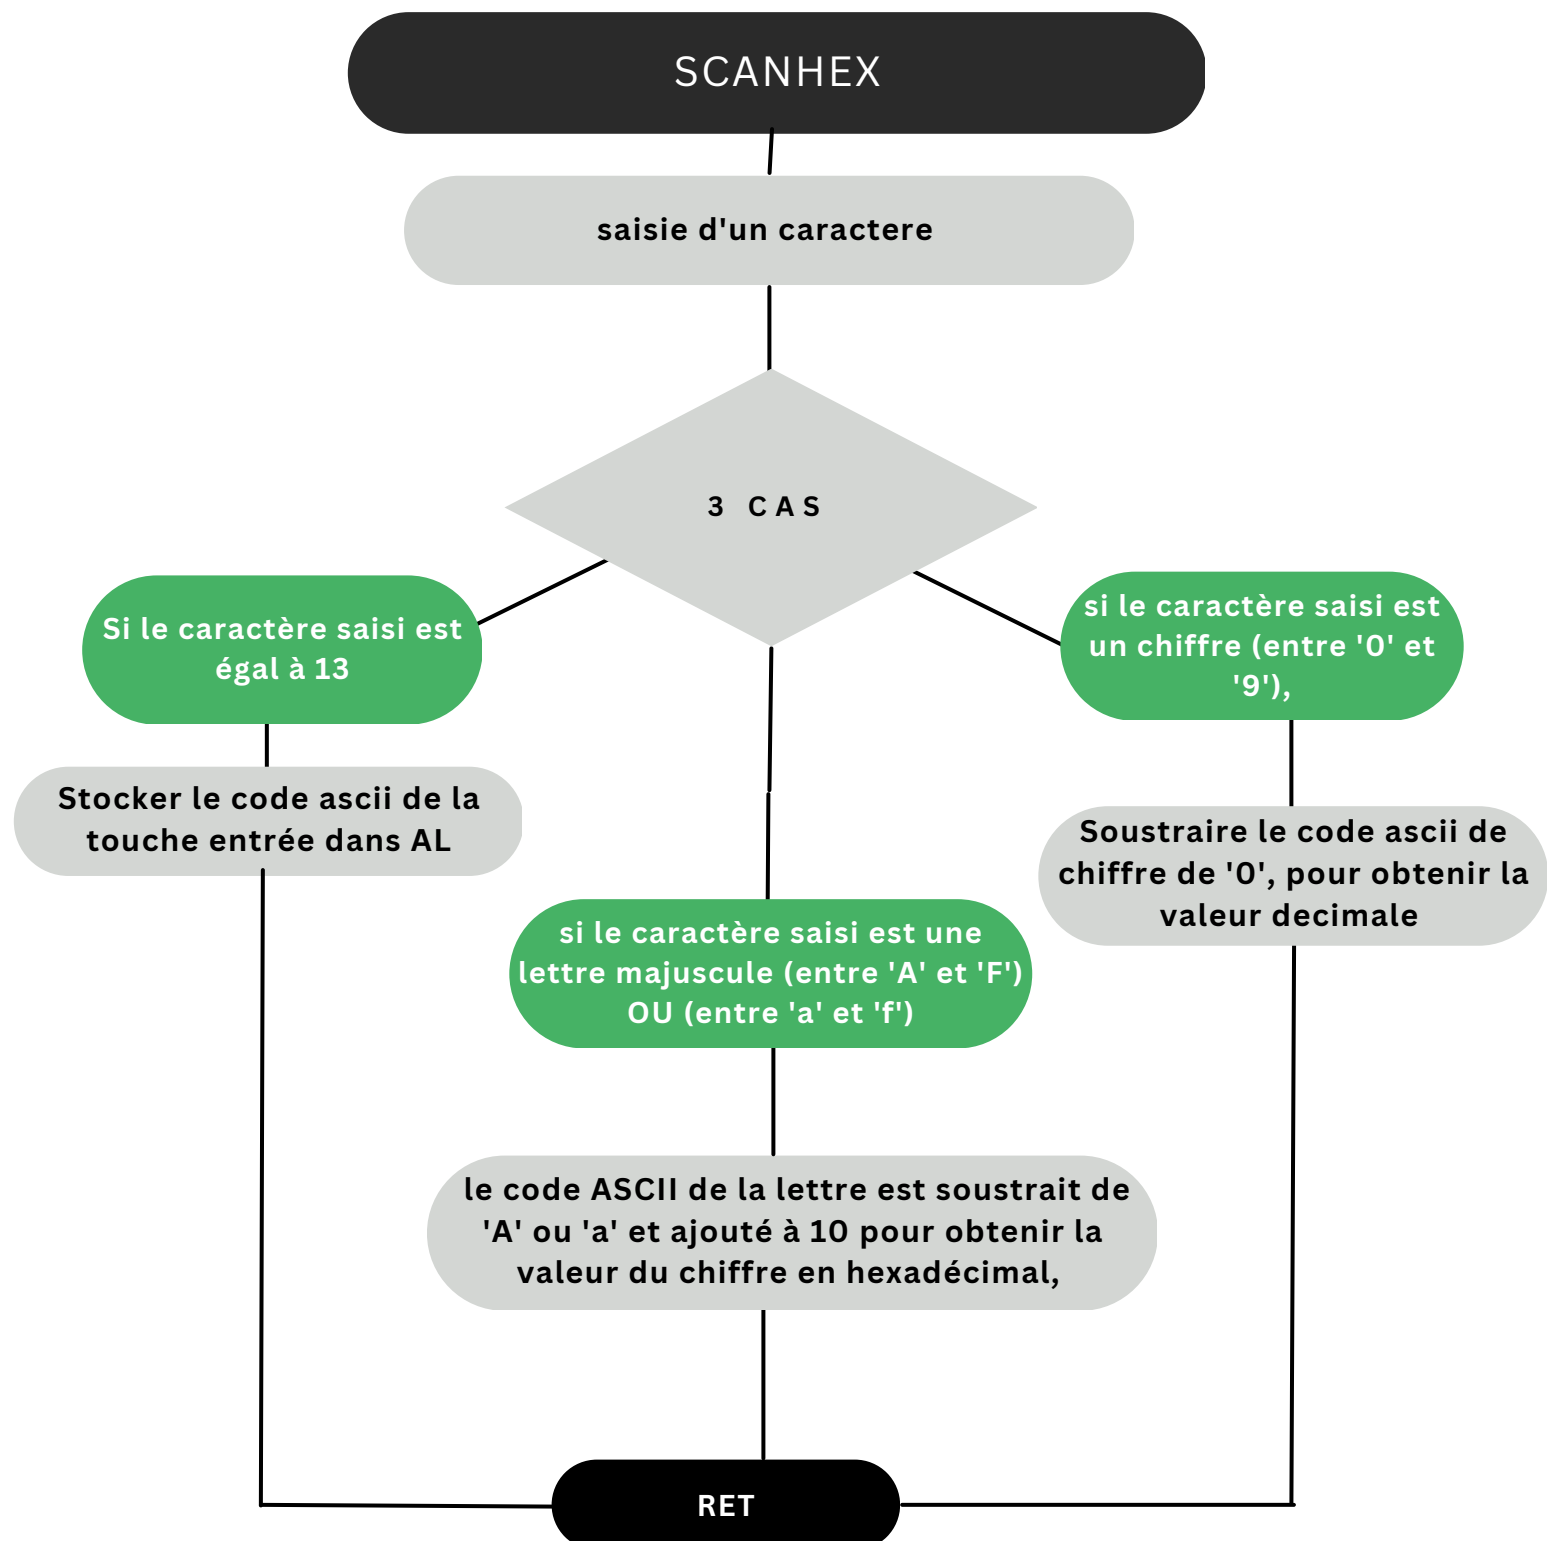 SCANHEX
saisie d'un caractere
3 CAS
Si le caractère saisi est
égal à 13
si le caractère saisi est
un chiffre (entre '0' et
'9'),
Stocker le code ascii de la
touche entrée dans AL
Soustraire le code ascii de
chiffre de '0', pour obtenir la
valeur decimale
si le caractère saisi est une
lettre majuscule (entre 'A' et 'F')
OU (entre 'a' et 'f')
le code ASCII de la lettre est soustrait de
'A' ou 'a' et ajouté à 10 pour obtenir la
valeur du chiffre en hexadécimal,
RET